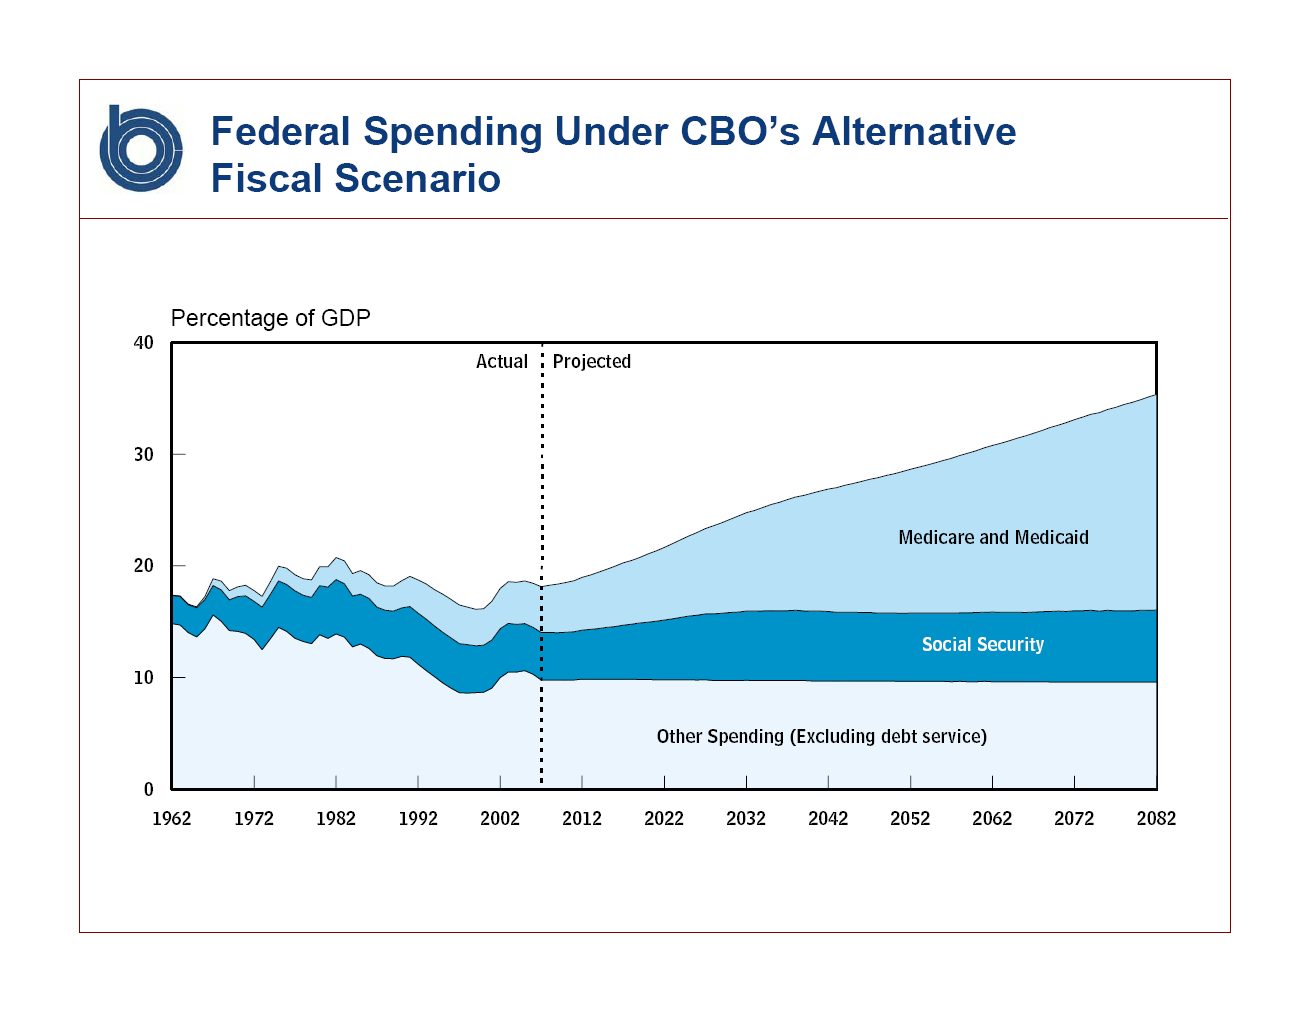 Federal Spending Under CBO’s Alternative
Fiscal Scenario
Percentage of GDP
40
Actual
Projected
30
20
Medicare and Medicaid
Social Security
10
Other Spending (Excluding debt service)
0
1962 1972 1982 1992 2002 2012 2022 2032 2042 2052 2062 2072 2082